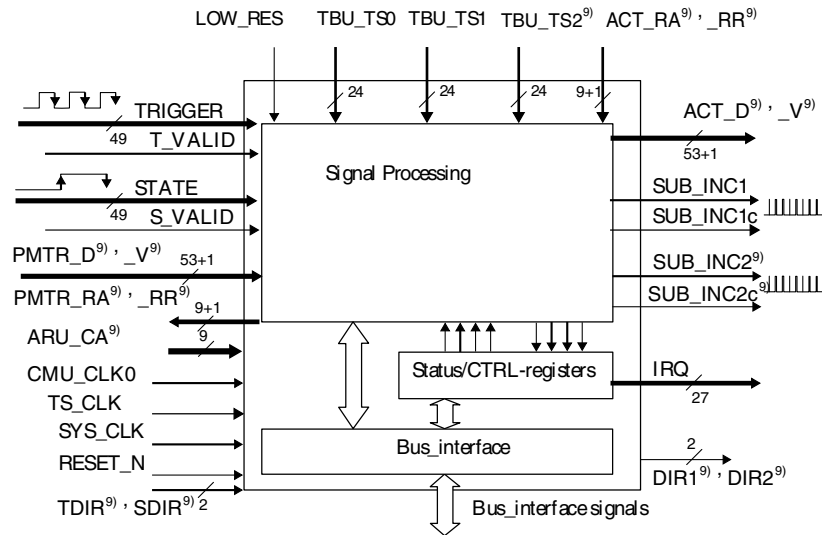 LOW_RES TBU_TS0 TBU_TS1 TBU_TS2⁹⁾ ACT_RA⁹⁾, _RR⁹⁾
24 24 24 9+1
TRIGGER
49
T_VALID
STATE
49
S_VALID
PMTR_D⁹⁾, _V⁹⁾
53+1
PMTR_RA⁹⁾, _RR⁹⁾
9+1
ARU_CA⁹⁾
9
CMU_CLK0
TS_CLK
SYS_CLK
RESET_N
TDIR⁹⁾, SDIR⁹⁾ 2
Signal Processing
Status/CTRL-registers
Bus_interface
Bus_interface signals
ACT_D⁹⁾, _V⁹⁾
53+1
SUB_INC1
SUB_INC1c
SUB_INC2⁹⁾
SUB_INC2c⁹⁾
IRQ
27
2
DIR1⁹⁾, DIR2⁹⁾